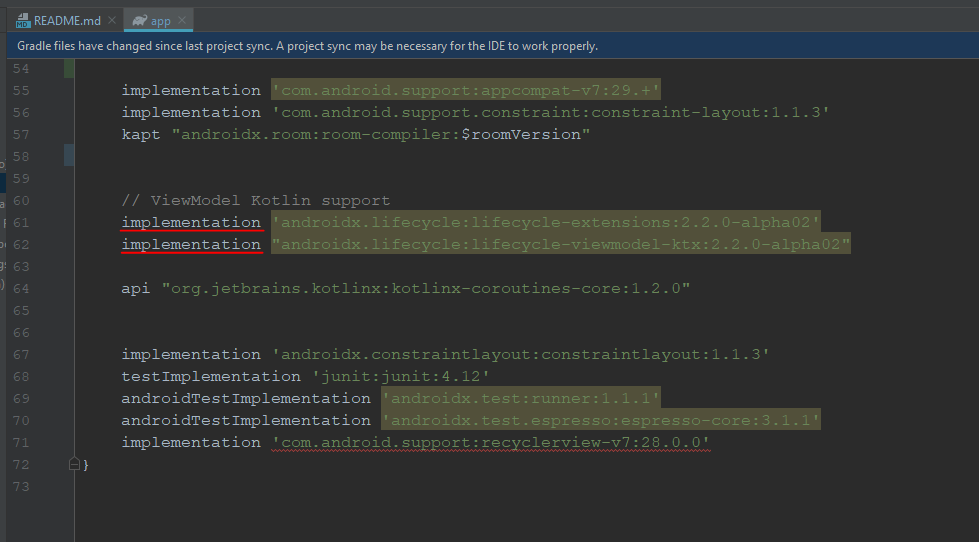 README.md × app ×
Gradle files have changed since last project sync. A project sync may be necessary for the IDE to work properly.
54
55 implementation 'com.android.support:appcompat-v7:29.+'
56 implementation 'com.android.support.constraint:constraint-layout:1.1.3'
57 kapt "androidx.room:room-compiler:$roomVersion"
58
59
60 // ViewModel Kotlin support
61 implementation 'androidx.lifecycle:lifecycle-extensions:2.2.0-alpha02'
62 implementation "androidx.lifecycle:lifecycle-viewmodel-ktx:2.2.0-alpha02"
63
64 api "org.jetbrains.kotlinx:kotlinx-coroutines-core:1.2.0"
65
66
67 implementation 'androidx.constraintlayout:constraintlayout:1.1.3'
68 testImplementation 'junit:junit:4.12'
69 androidTestImplementation 'androidx.test:runner:1.1.1'
70 androidTestImplementation 'androidx.test.espresso:espresso-core:3.1.1'
71 implementation 'com.android.support:recyclerview-v7:28.0.0'
72 }
73